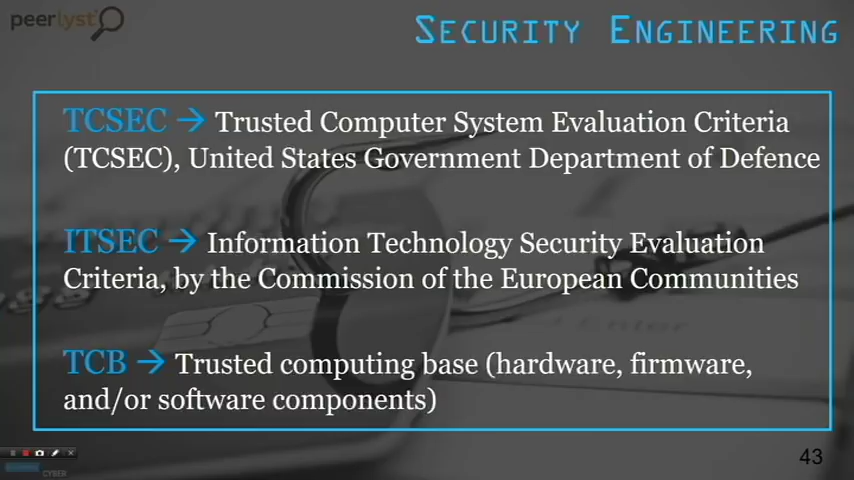 peerlyst
SECURITY ENGINEERING
TCSEC → Trusted Computer System Evaluation Criteria
(TCSEC), United States Government Department of Defence
ITSEC → Information Technology Security Evaluation
Criteria, by the Commission of the European Communities
TCB → Trusted computing base (hardware, firmware,
and/or software components)
Enter
43
CYBER